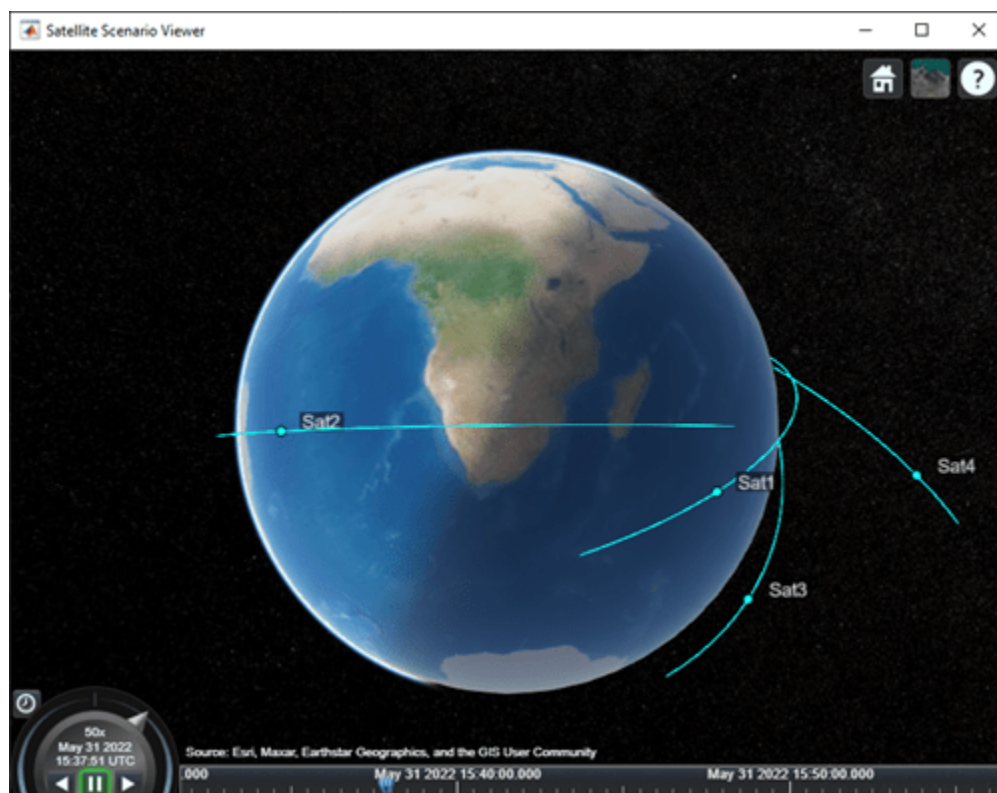 Satellite Scenario Viewer
?
Sat2
Sat4
Sat1
Sat3
50x
May 31 2022
15:37:51 UTC
Source: Esri, Maxar, Earthstar Geographics, and the GIS User Community
.000
May 31 2022 15:40:00.000
May 31 2022 15:50:00.000